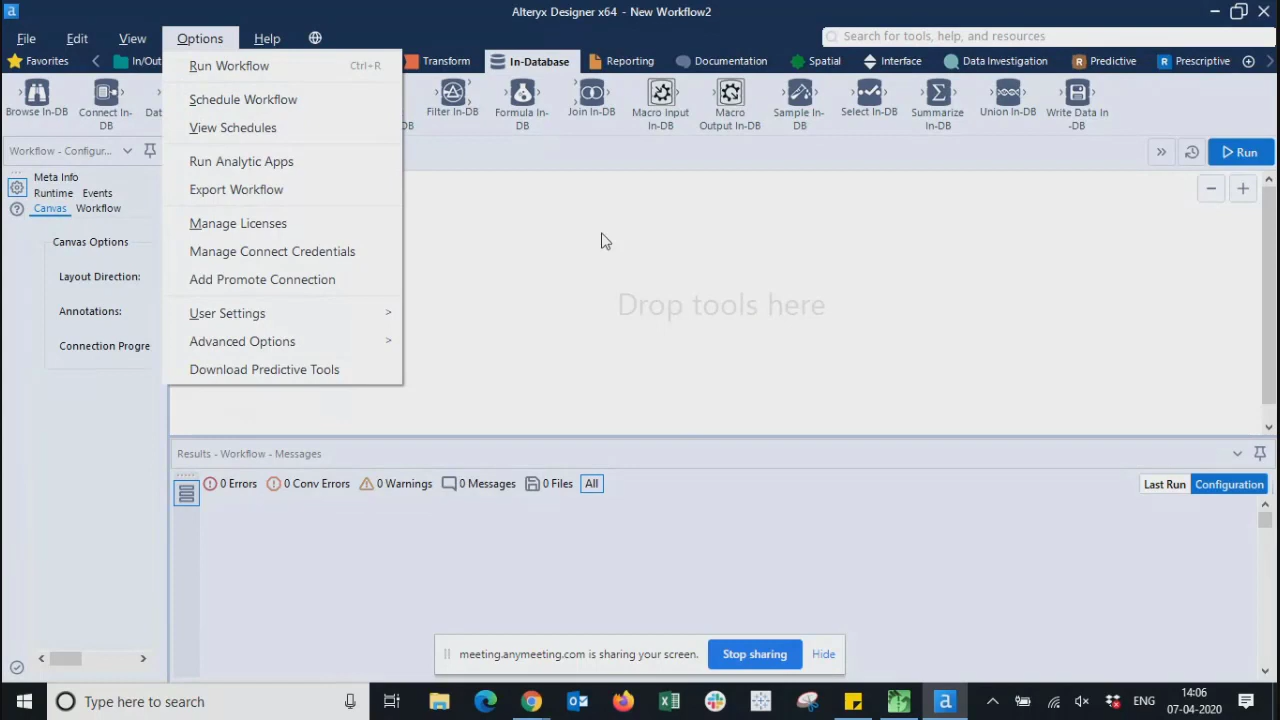 Alteryx Designer x64 - New Workflow2
File Edit View Options Help
Search for tools, help, and resources
Favorites In/Out Transform In-Database Reporting Documentation Spatial Interface Data Investigation Predictive Prescriptive
Browse In-DB
Connect In-DB
Filter In-DB
Formula In-DB
Join In-DB
Macro Input In-DB
Macro Output In-DB
Sample In-DB
Select In-DB
Summarize In-DB
Union In-DB
Write Data In-DB
Run Workflow Ctrl+R
Schedule Workflow
View Schedules
Run Analytic Apps
Export Workflow
Manage Licenses
Manage Connect Credentials
Add Promote Connection
User Settings >
Advanced Options >
Download Predictive Tools
Workflow - Configur...
Run
Meta Info
Runtime Events
Canvas Workflow
Canvas Options
Layout Direction:
Annotations:
Connection Progre
Drop tools here
Results - Workflow - Messages
0 Errors 0 Conv Errors 0 Warnings 0 Messages 0 Files All
Last Run Configuration
meeting.anymeeting.com is sharing your screen. Stop sharing Hide
Type here to search
ENG
14:06
07-04-2020